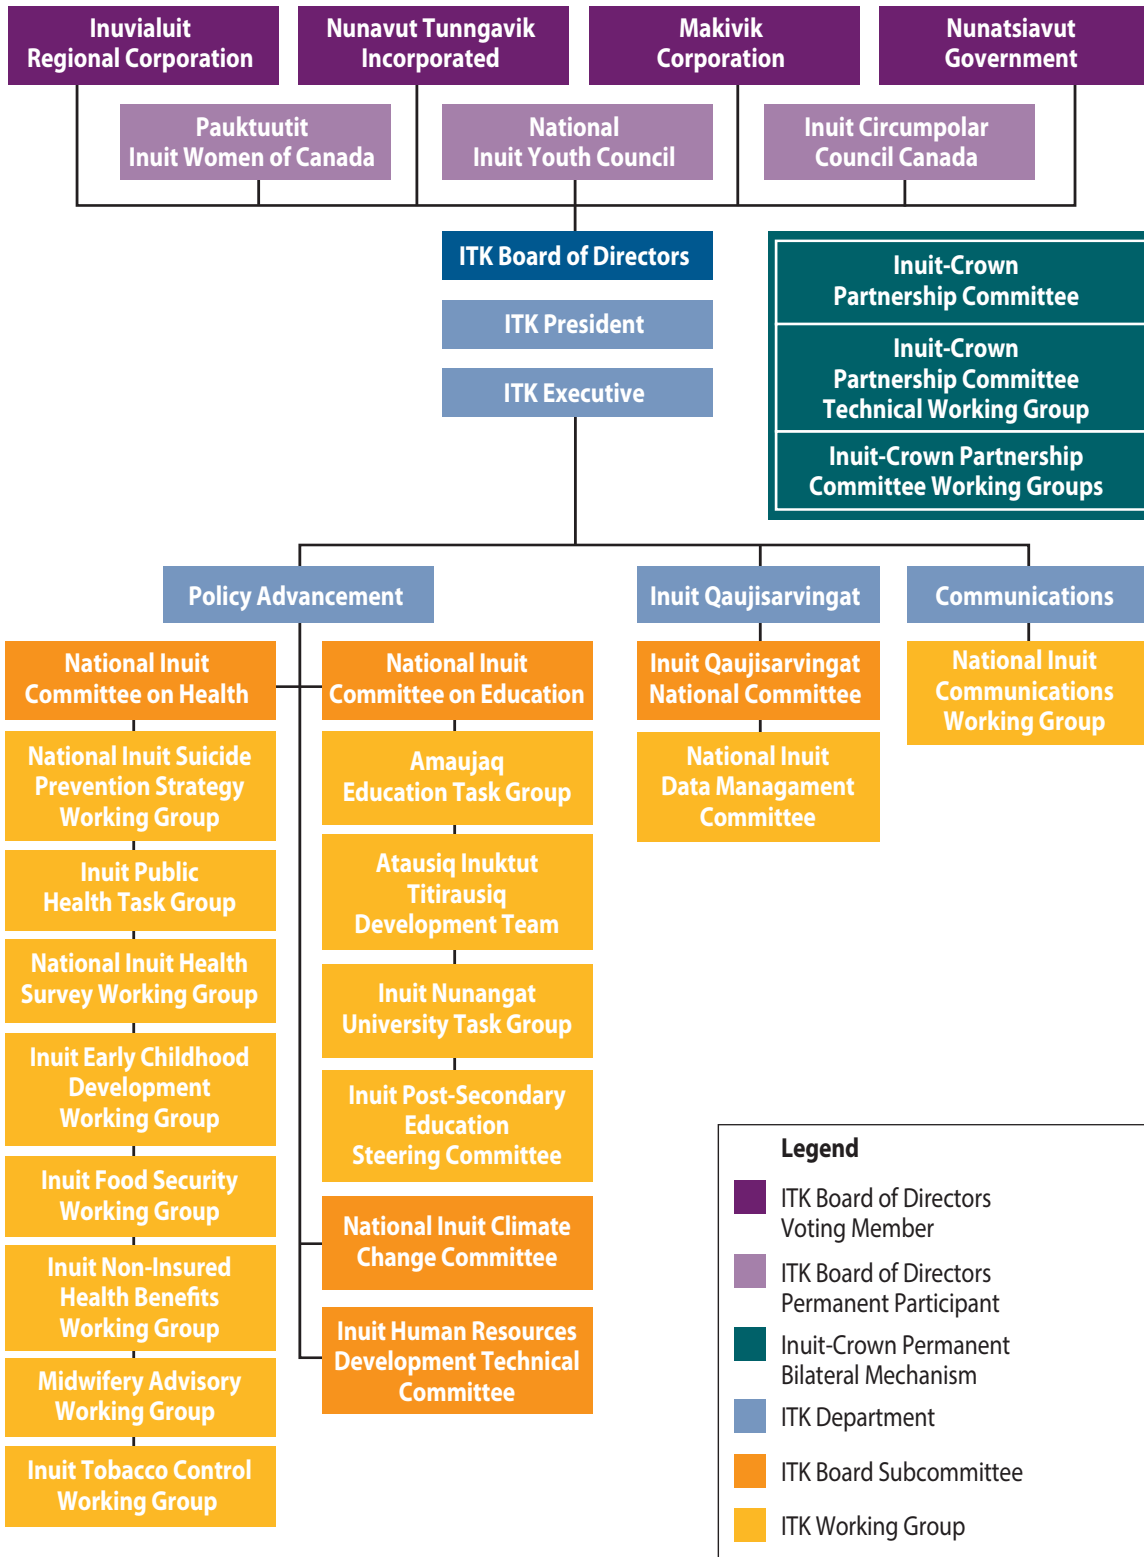 Inuvialuit
Regional Corporation
Nunavut Tunngavik
Incorporated
Makivik
Corporation
Nunatsiavut
Government
Pauktuutit
Inuit Women of Canada
National
Inuit Youth Council
Inuit Circumpolar
Council Canada
ITK Board of Directors
ITK President
ITK Executive
Inuit-Crown
Partnership Committee
Inuit-Crown
Partnership Committee
Technical Working Group
Inuit-Crown Partnership
Committee Working Groups
Policy Advancement
Inuit Qaujisarvingat
Communications
National Inuit
Committee on Health
National Inuit Suicide
Prevention Strategy
Working Group
Inuit Public
Health Task Group
National Inuit Health
Survey Working Group
Inuit Early Childhood
Development
Working Group
Inuit Food Security
Working Group
Inuit Non-Insured
Health Benefits
Working Group
Midwifery Advisory
Working Group
Inuit Tobacco Control
Working Group
National Inuit
Committee on Education
Amaujaq
Education Task Group
Atausiq Inuktut
Titirausiq
Development Team
Inuit Nunangat
University Task Group
Inuit Post-Secondary
Education
Steering Committee
National Inuit Climate
Change Committee
Inuit Human Resources
Development Technical
Committee
Inuit Qaujisarvingat
National Committee
National Inuit
Data Managament
Committee
National Inuit
Communications
Working Group
Legend
ITK Board of Directors
Voting Member
ITK Board of Directors
Permanent Participant
Inuit-Crown Permanent
Bilateral Mechanism
ITK Department
ITK Board Subcommittee
ITK Working Group